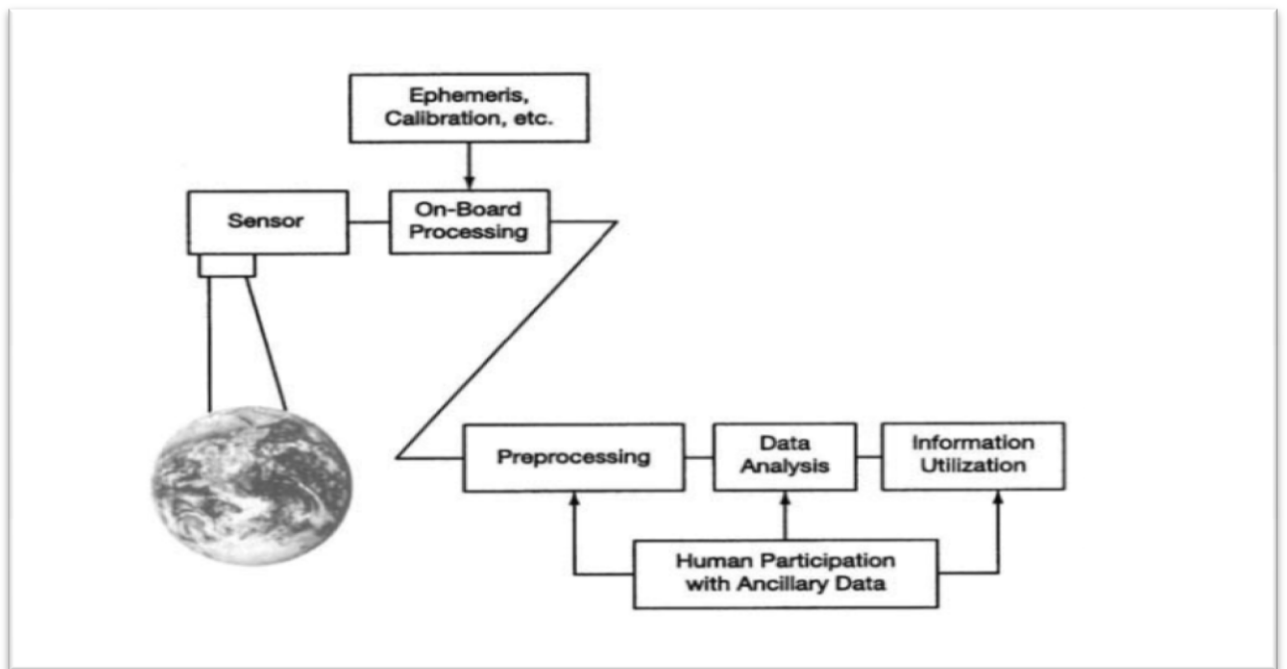 Ephemeris,
Calibration, etc.
Sensor
On-Board
Processing
Preprocessing
Data
Analysis
Information
Utilization
Human Participation
with Ancillary Data